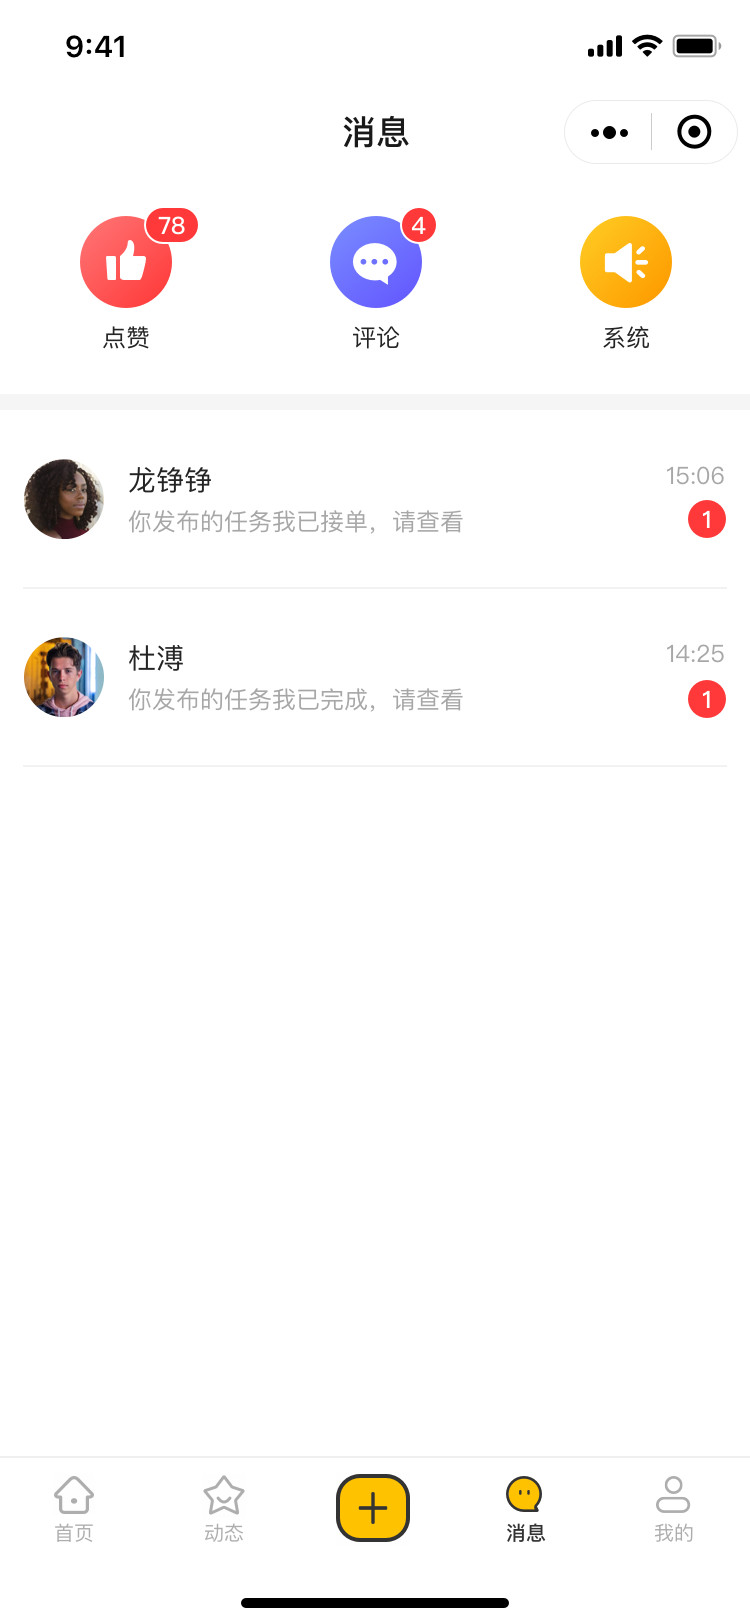 9:41
消息
78
4
点赞
评论
系统
龙铮铮
15:06
你发布的任务我已接单，请查看
1
杜溥
14:25
你发布的任务我已完成，请查看
1
首页
动态
消息
我的